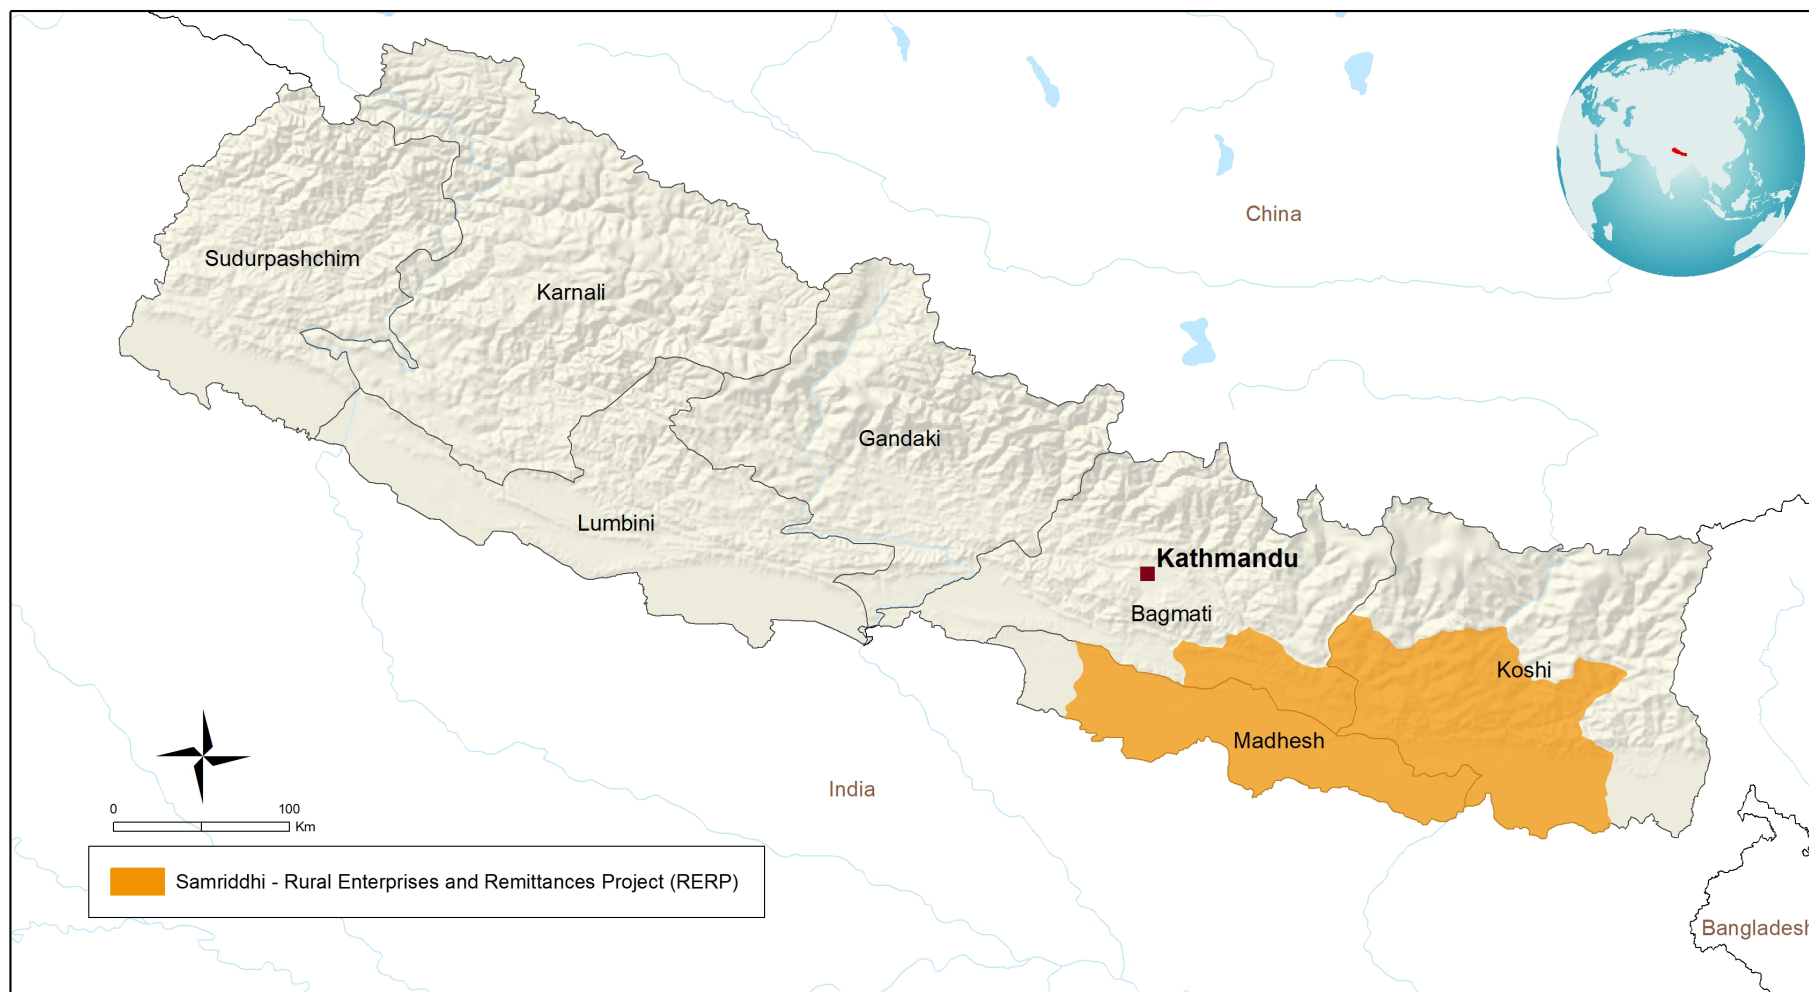 China
Sudurpashchim
Karnali
Gandaki
Lumbini
Kathmandu
Bagmati
Koshi
Madhesh
India
0 100
Km
Samriddhi - Rural Enterprises and Remittances Project (RERP)
Bangladesh